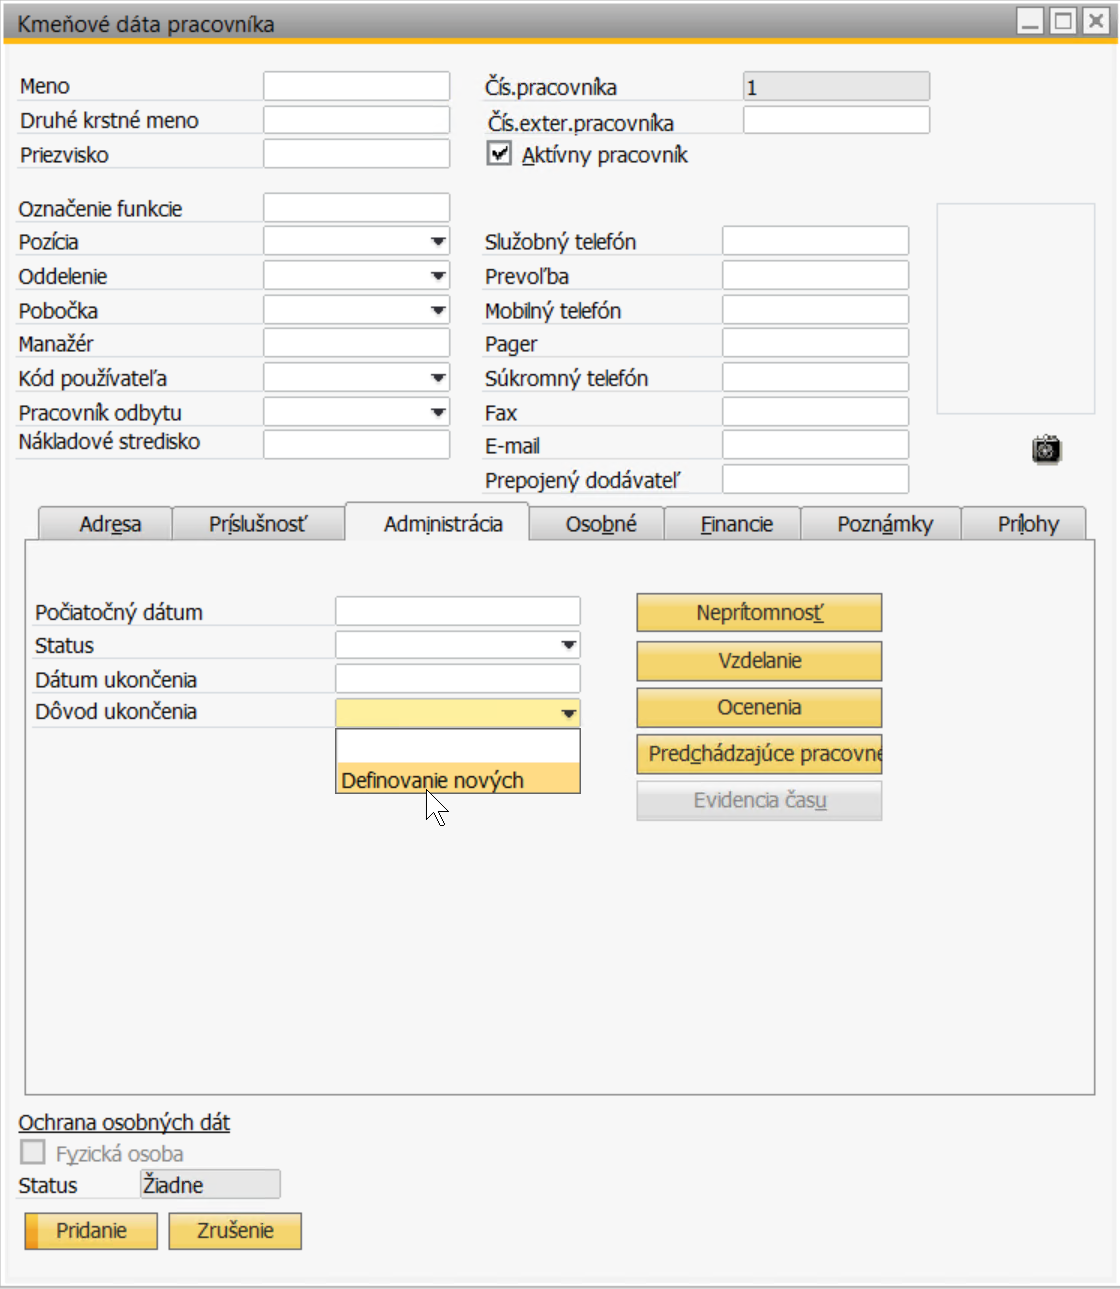 Kmeňové dáta pracovníka
Meno
Druhé krstné meno
Priezvisko
Čís.pracovníka 1
Čís.exter.pracovníka
Aktívny pracovník
Označenie funkcie
Pozícia
Oddelenie
Pobočka
Manažér
Kód používateľa
Pracovník odbytu
Nákladové stredisko
Služobný telefón
Prevoľba
Mobilný telefón
Pager
Súkromný telefón
Fax
E-mail
Prepojený dodávateľ
Adresa Príslušnosť Administrácia Osobné Financie Poznámky Prílohy
Počiatočný dátum
Status
Dátum ukončenia
Dôvod ukončenia
Definovanie nových
Neprítomnosť
Vzdelanie
Ocenenia
Predchádzajúce pracovné
Evidencia času
Ochrana osobných dát
Fyzická osoba
Status Žiadne
Pridanie Zrušenie